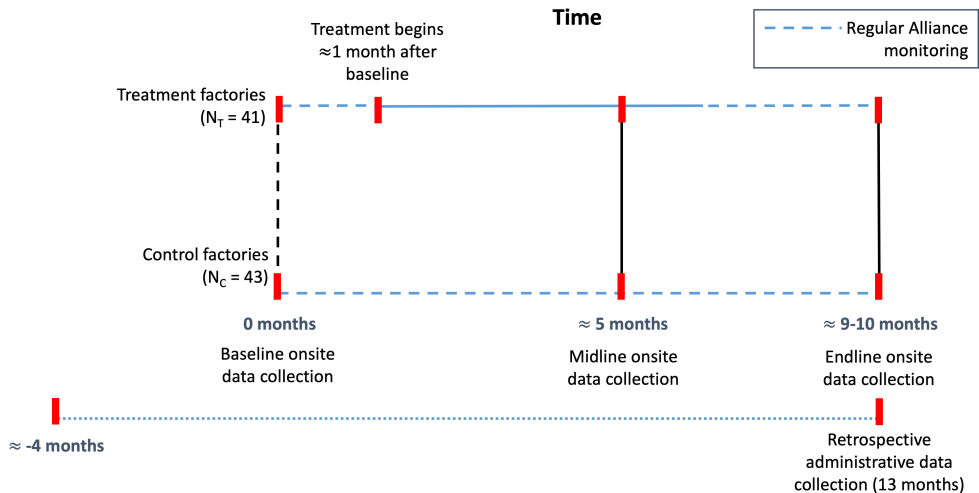 Time
Regular Alliance
monitoring
Treatment begins
≈1 month after
baseline
Treatment factories
(N_T = 41)
Control factories
(N_C = 43)
0 months
≈ 5 months
≈ 9-10 months
Baseline onsite
data collection
Midline onsite
data collection
Endline onsite
data collection
≈ -4 months
Retrospective
administrative data
collection (13 months)